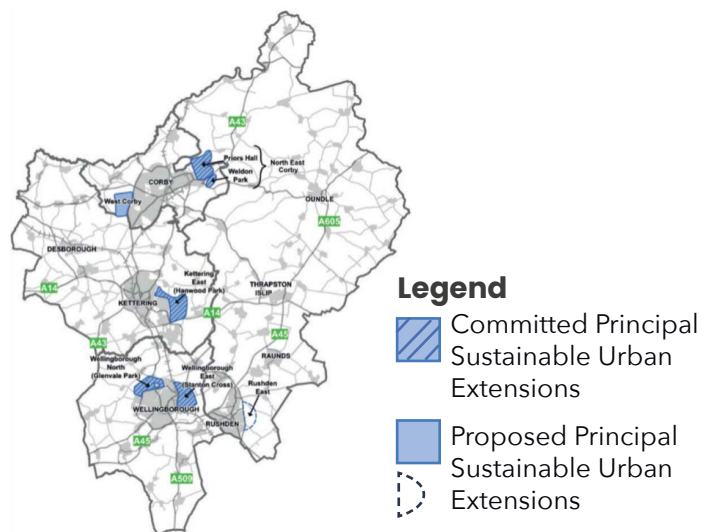 A43
Priors Hall
North East
Corby
Weldon
Park
CORBY
West Corby
OUNDLE
A605
DESBOROUGH
Kettering
East
(Hanwood Park)
THRAPSTON
ISLIP
A14
KETTERING
A14
A45
A43
Wellingborough
North
(Glenvale Park)
Wellingborough
East
(Stanton Cross)
RAUNDS
Rushden
East
WELLINGBOROUGH
RUSHDEN
A45
A509
Legend
Committed Principal
Sustainable Urban
Extensions
Proposed Principal
Sustainable Urban
Extensions